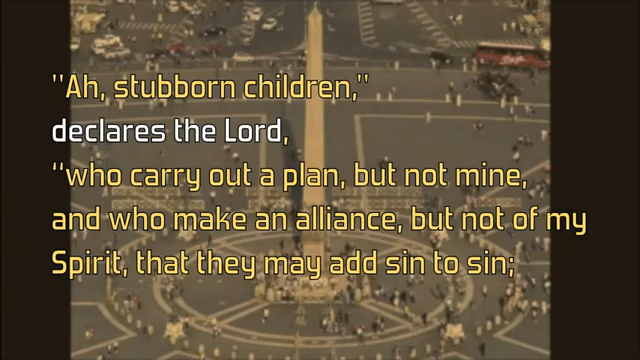 "Ah, stubborn children,"
declares the Lord,
“who carry out a plan, but not mine,
and who make an alliance, but not of my
Spirit, that they may add sin to sin;